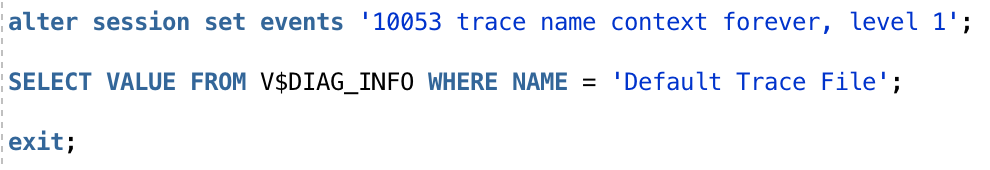 alter session set events '10053 trace name context forever, level 1';
SELECT VALUE FROM V$DIAG_INFO WHERE NAME = 'Default Trace File';
exit;